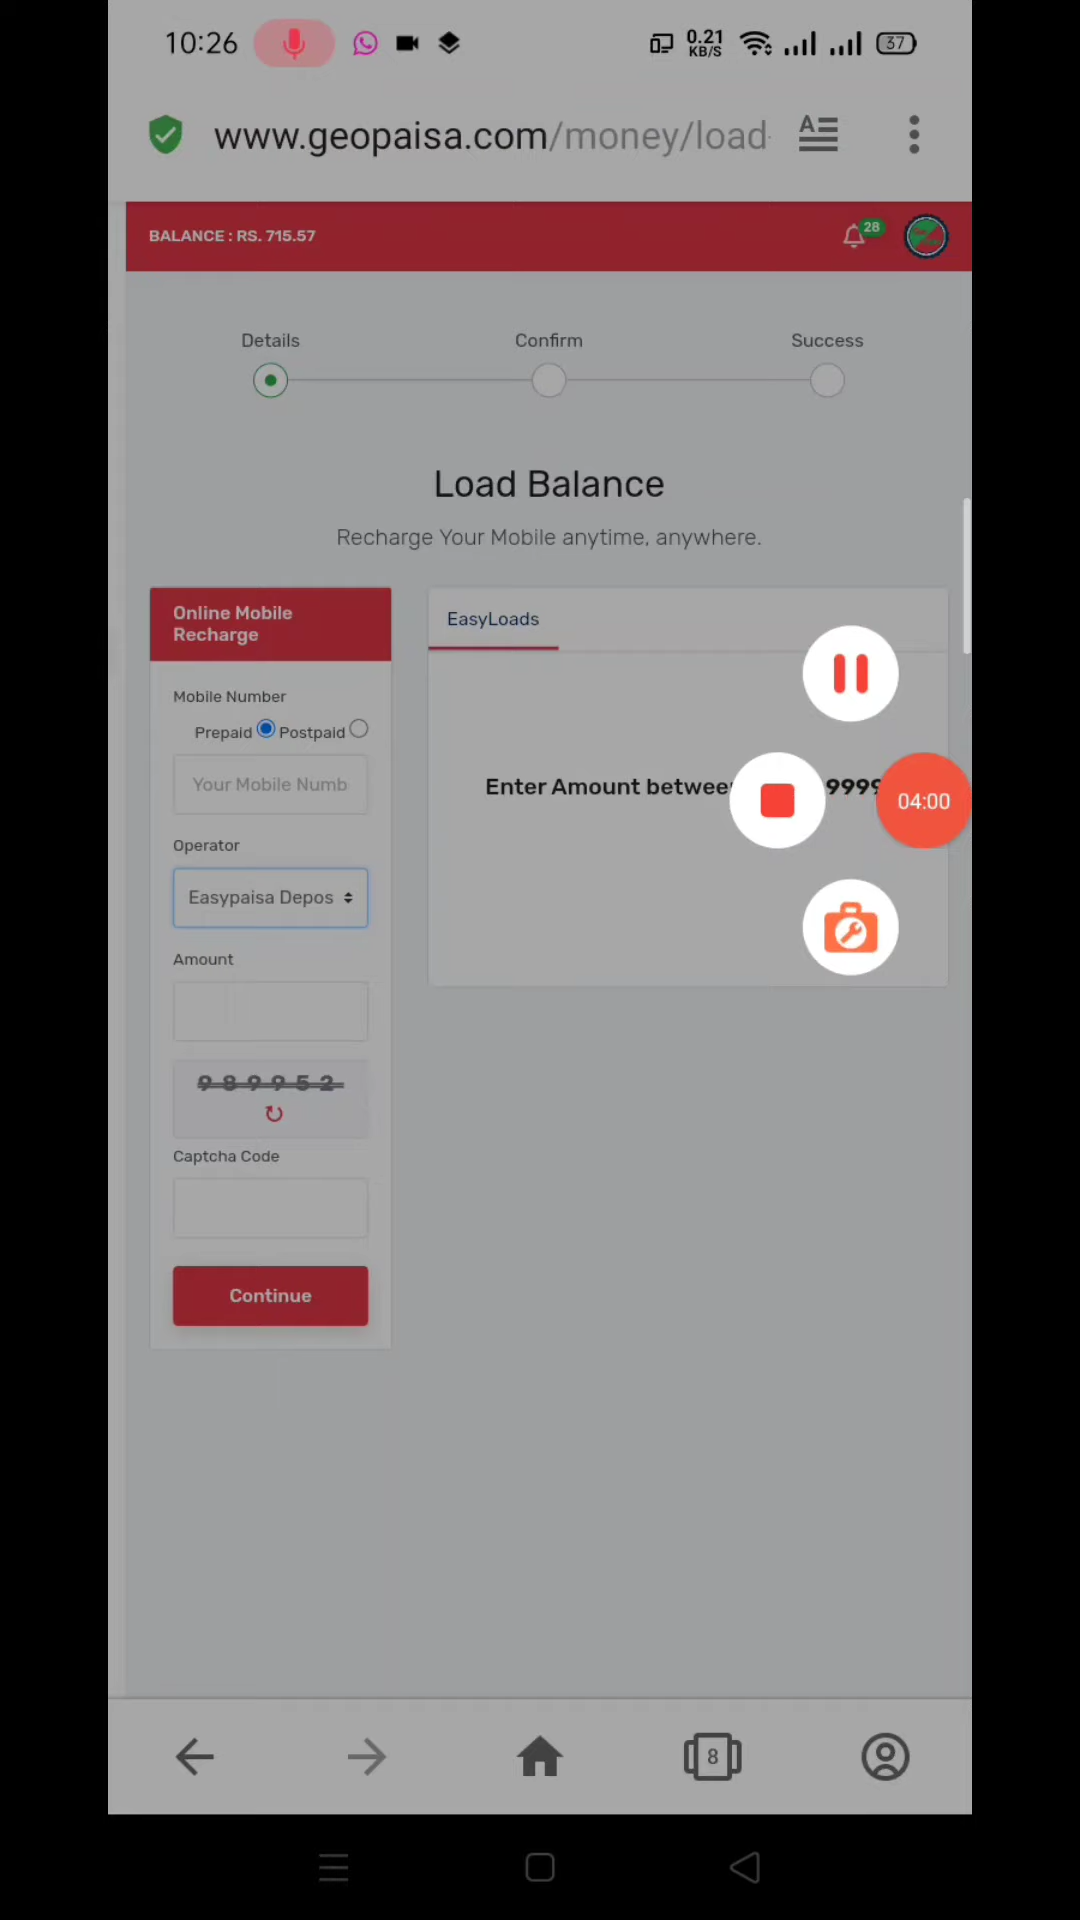 10:26
0.21
KB/S
37
www.geopaisa.com/money/load
BALANCE : RS. 715.57
28
Details
Confirm
Success
Load Balance
Recharge Your Mobile anytime, anywhere.
Online Mobile
Recharge
EasyLoads
Mobile Number
Prepaid Postpaid
Your Mobile Numb
Enter Amount 9999
04:00
Operator
Easypaisa Depos
Amount
989952
Captcha Code
Continue
8